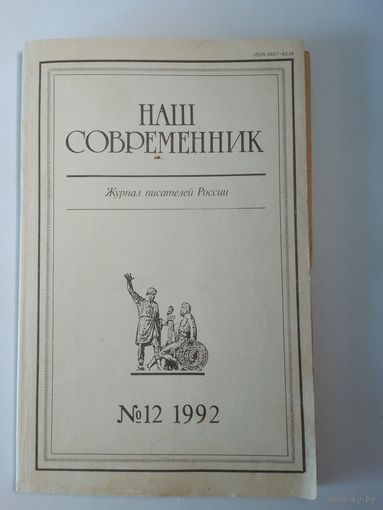 ISSN 0027-8238
НАШ
СОВРЕМЕННИК
Журнал писателей России
№12 1992
www.ay.by